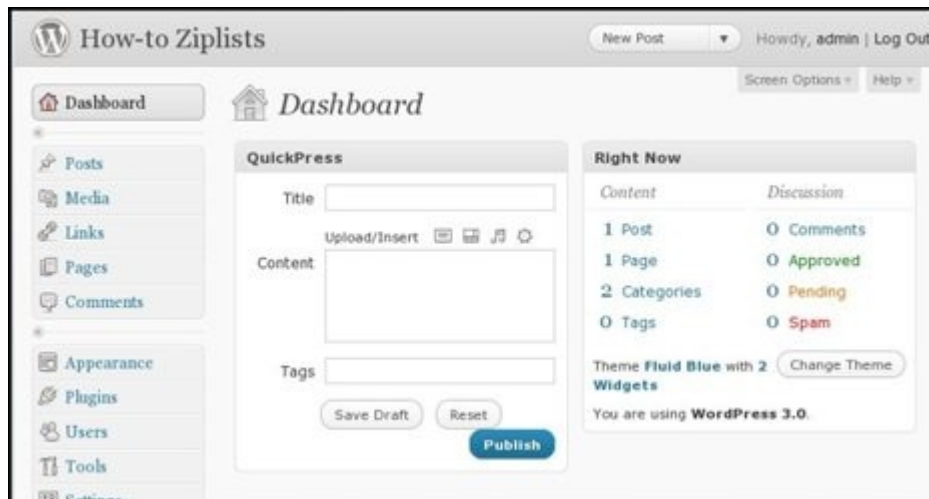 How-to Ziplists
New Post ▼ Howdy, admin | Log Out
Screen Options ▼ Help ▼
Dashboard
Posts
Media
Links
Pages
Comments
Appearance
Plugins
Users
Tools
Settings
Dashboard
QuickPress
Title
Upload/Insert
Content
Tags
Save Draft Reset
Publish
Right Now
Content Discussion
1 Post 0 Comments
1 Page 0 Approved
2 Categories 0 Pending
0 Tags 0 Spam
Theme Fluid Blue with 2 Change Theme
Widgets
You are using WordPress 3.0.